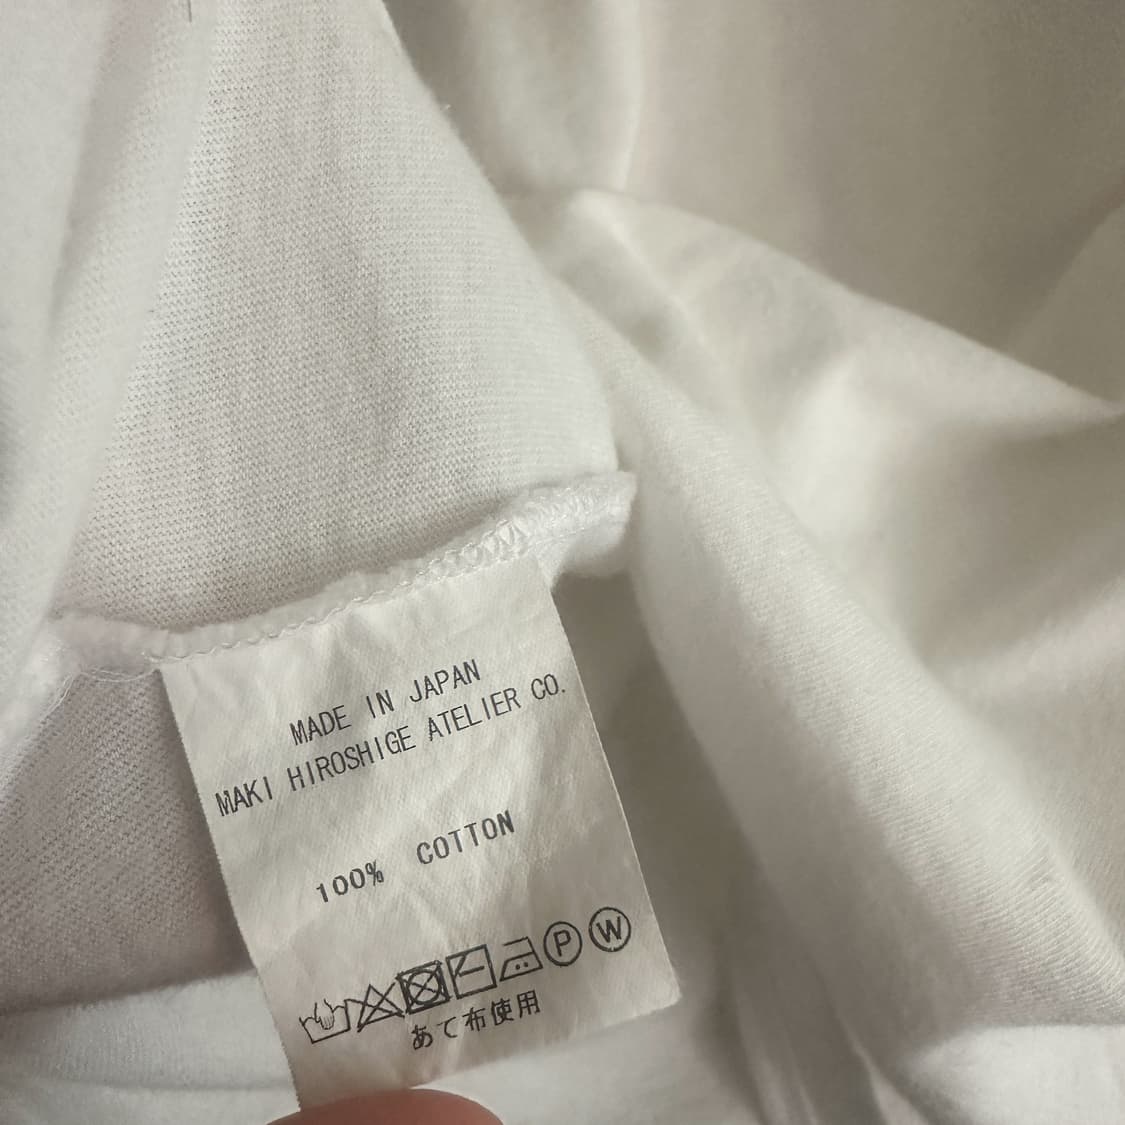 MADE IN JAPAN
MAKI HIROSHIGE ATELIER CO.
100% COTTON
P W
あて布使用